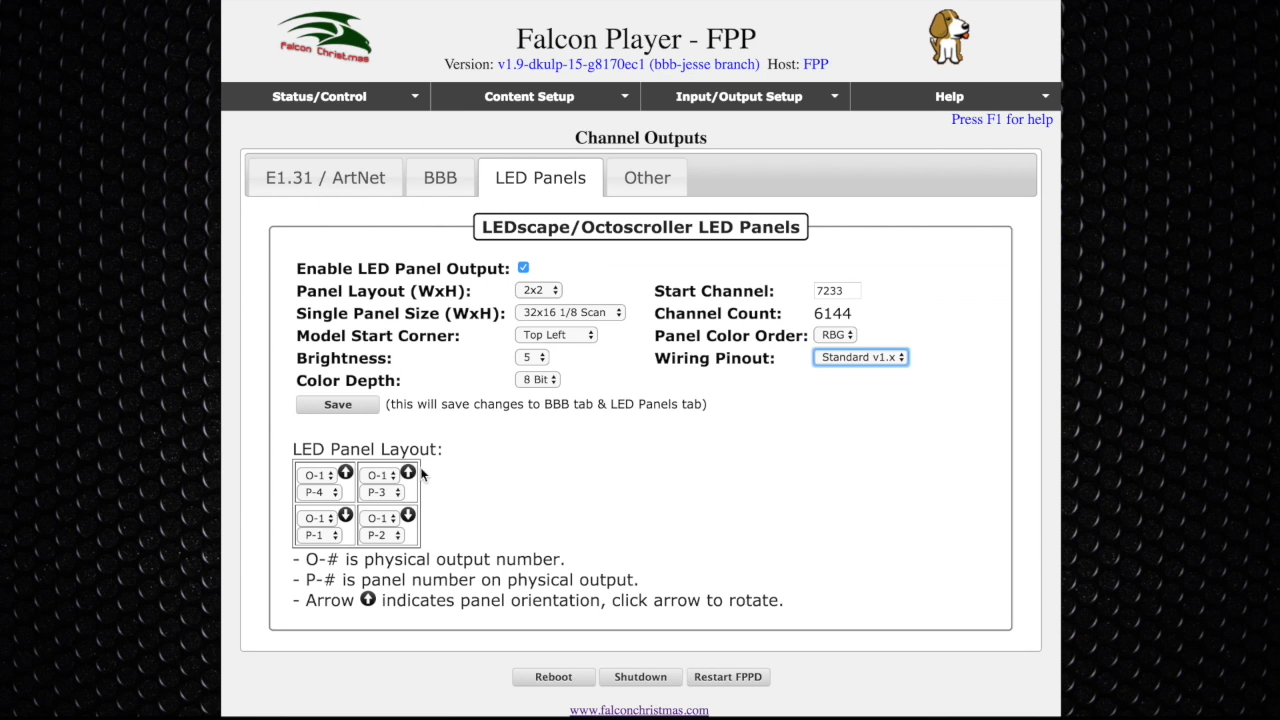 Falcon Christmas
Falcon Player - FPP
Version: v1.9-dkulp-15-g8170ec1 (bbb-jesse branch) Host: FPP
Status/Control Content Setup Input/Output Setup Help
Press F1 for help
Channel Outputs
E1.31 / ArtNet BBB LED Panels Other
LEDscape/Octoscroller LED Panels
Enable LED Panel Output:
Panel Layout (WxH): 2x2 Start Channel: 7233
Single Panel Size (WxH): 32x16 1/8 Scan Channel Count: 6144
Model Start Corner: Top Left Panel Color Order: RBG
Brightness: 5 Wiring Pinout: Standard v1.x
Color Depth: 8 Bit
Save (this will save changes to BBB tab & LED Panels tab)
LED Panel Layout:
O-1 O-1
P-4 P-3
O-1 O-1
P-1 P-2
- O-# is physical output number.
- P-# is panel number on physical output.
- Arrow indicates panel orientation, click arrow to rotate.
Reboot Shutdown Restart FPPD
www.falconchristmas.com